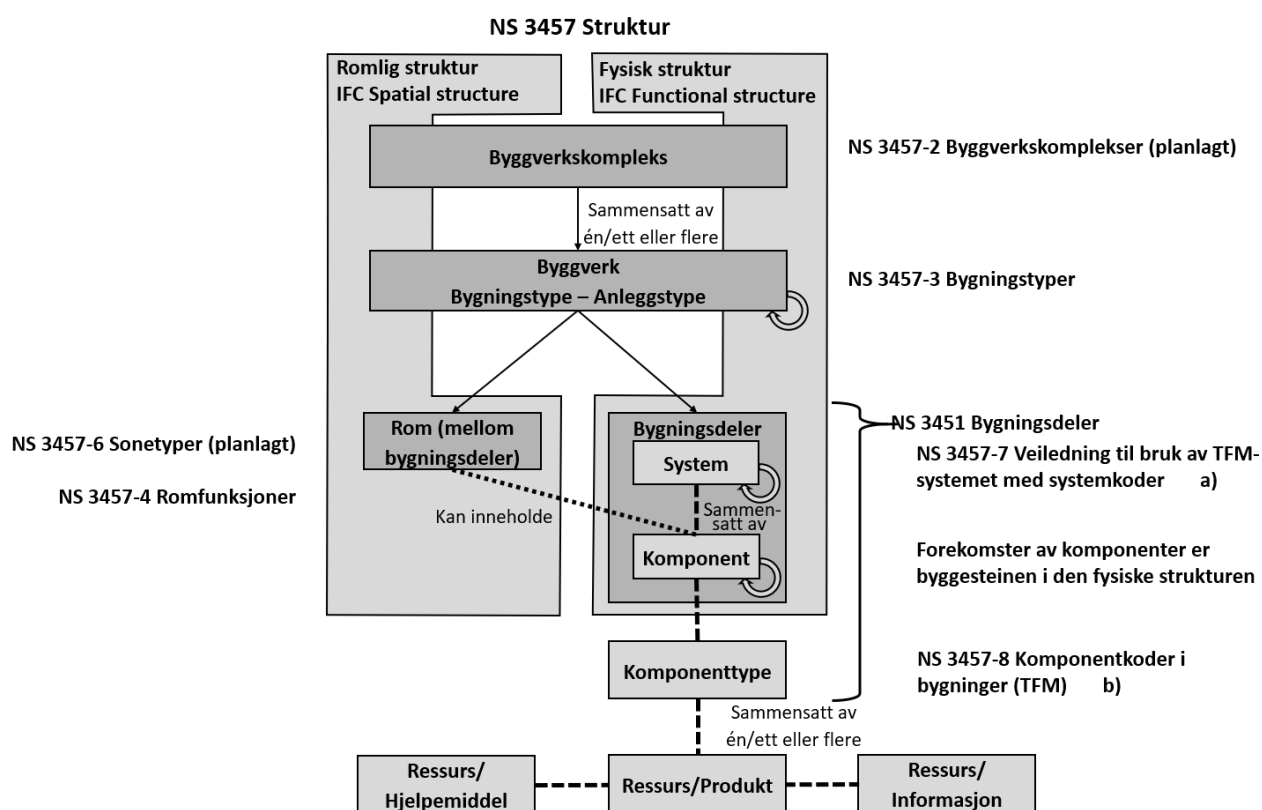 NS 3457 Struktur
Romlig struktur
IFC Spatial structure
Fysisk struktur
IFC Functional structure
Byggverkskompleks
NS 3457-2 Byggverkskomplekser (planlagt)
Sammensatt av
én/ett eller flere
Byggverk
Bygningstype – Anleggstype
NS 3457-3 Bygningstyper
NS 3457-6 Sonetyper (planlagt)
NS 3457-4 Romfunksjoner
Rom (mellom
bygningsdeler)
Kan inneholde
Bygningsdeler
System
Sammen-
satt av
Komponent
NS 3451 Bygningsdeler
NS 3457-7 Veiledning til bruk av TFM-
systemet med systemkoder a)
Forekomster av komponenter er
byggesteinen i den fysiske strukturen
Komponenttype
NS 3457-8 Komponentkoder i
bygninger (TFM) b)
Sammensatt av
én/ett eller flere
Ressurs/
Hjelpemiddel
Ressurs/Produkt
Ressurs/
Informasjon